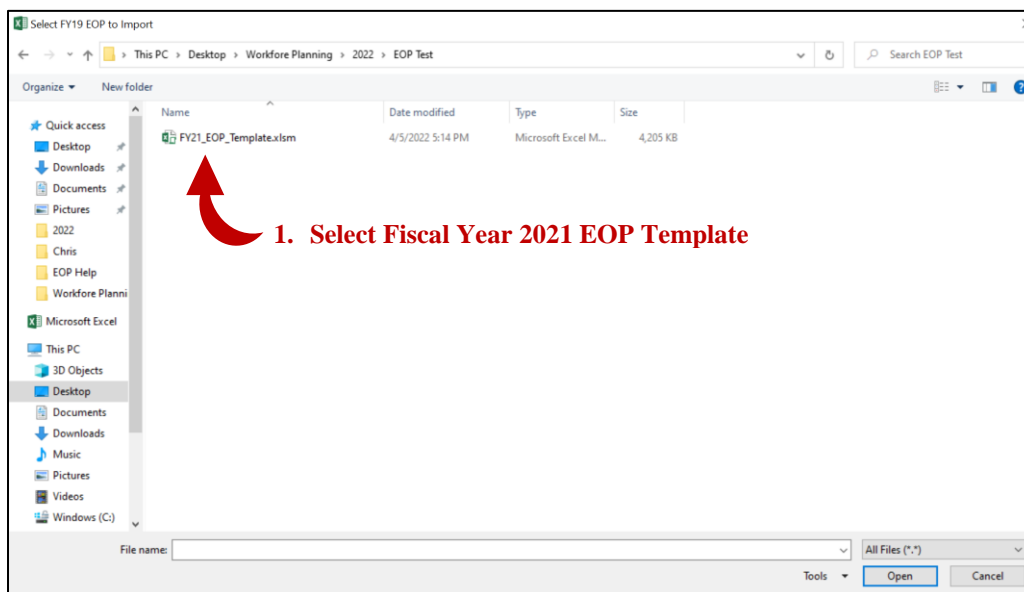 Select FY19 EOP to Import
This PC > Desktop > Workfore Planning > 2022 > EOP Test
Search EOP Test
Organize
New folder
Name Date modified Type Size
FY21_EOP_Template.xlsm 4/5/2022 5:14 PM Microsoft Excel M... 4,205 KB
1. Select Fiscal Year 2021 EOP Template
Quick access
Desktop
Downloads
Documents
Pictures
2022
Chris
EOP Help
Workfore Planni
Microsoft Excel
This PC
3D Objects
Desktop
Documents
Downloads
Music
Pictures
Videos
Windows (C:)
File name:
All Files (*.*)
Tools
Open
Cancel